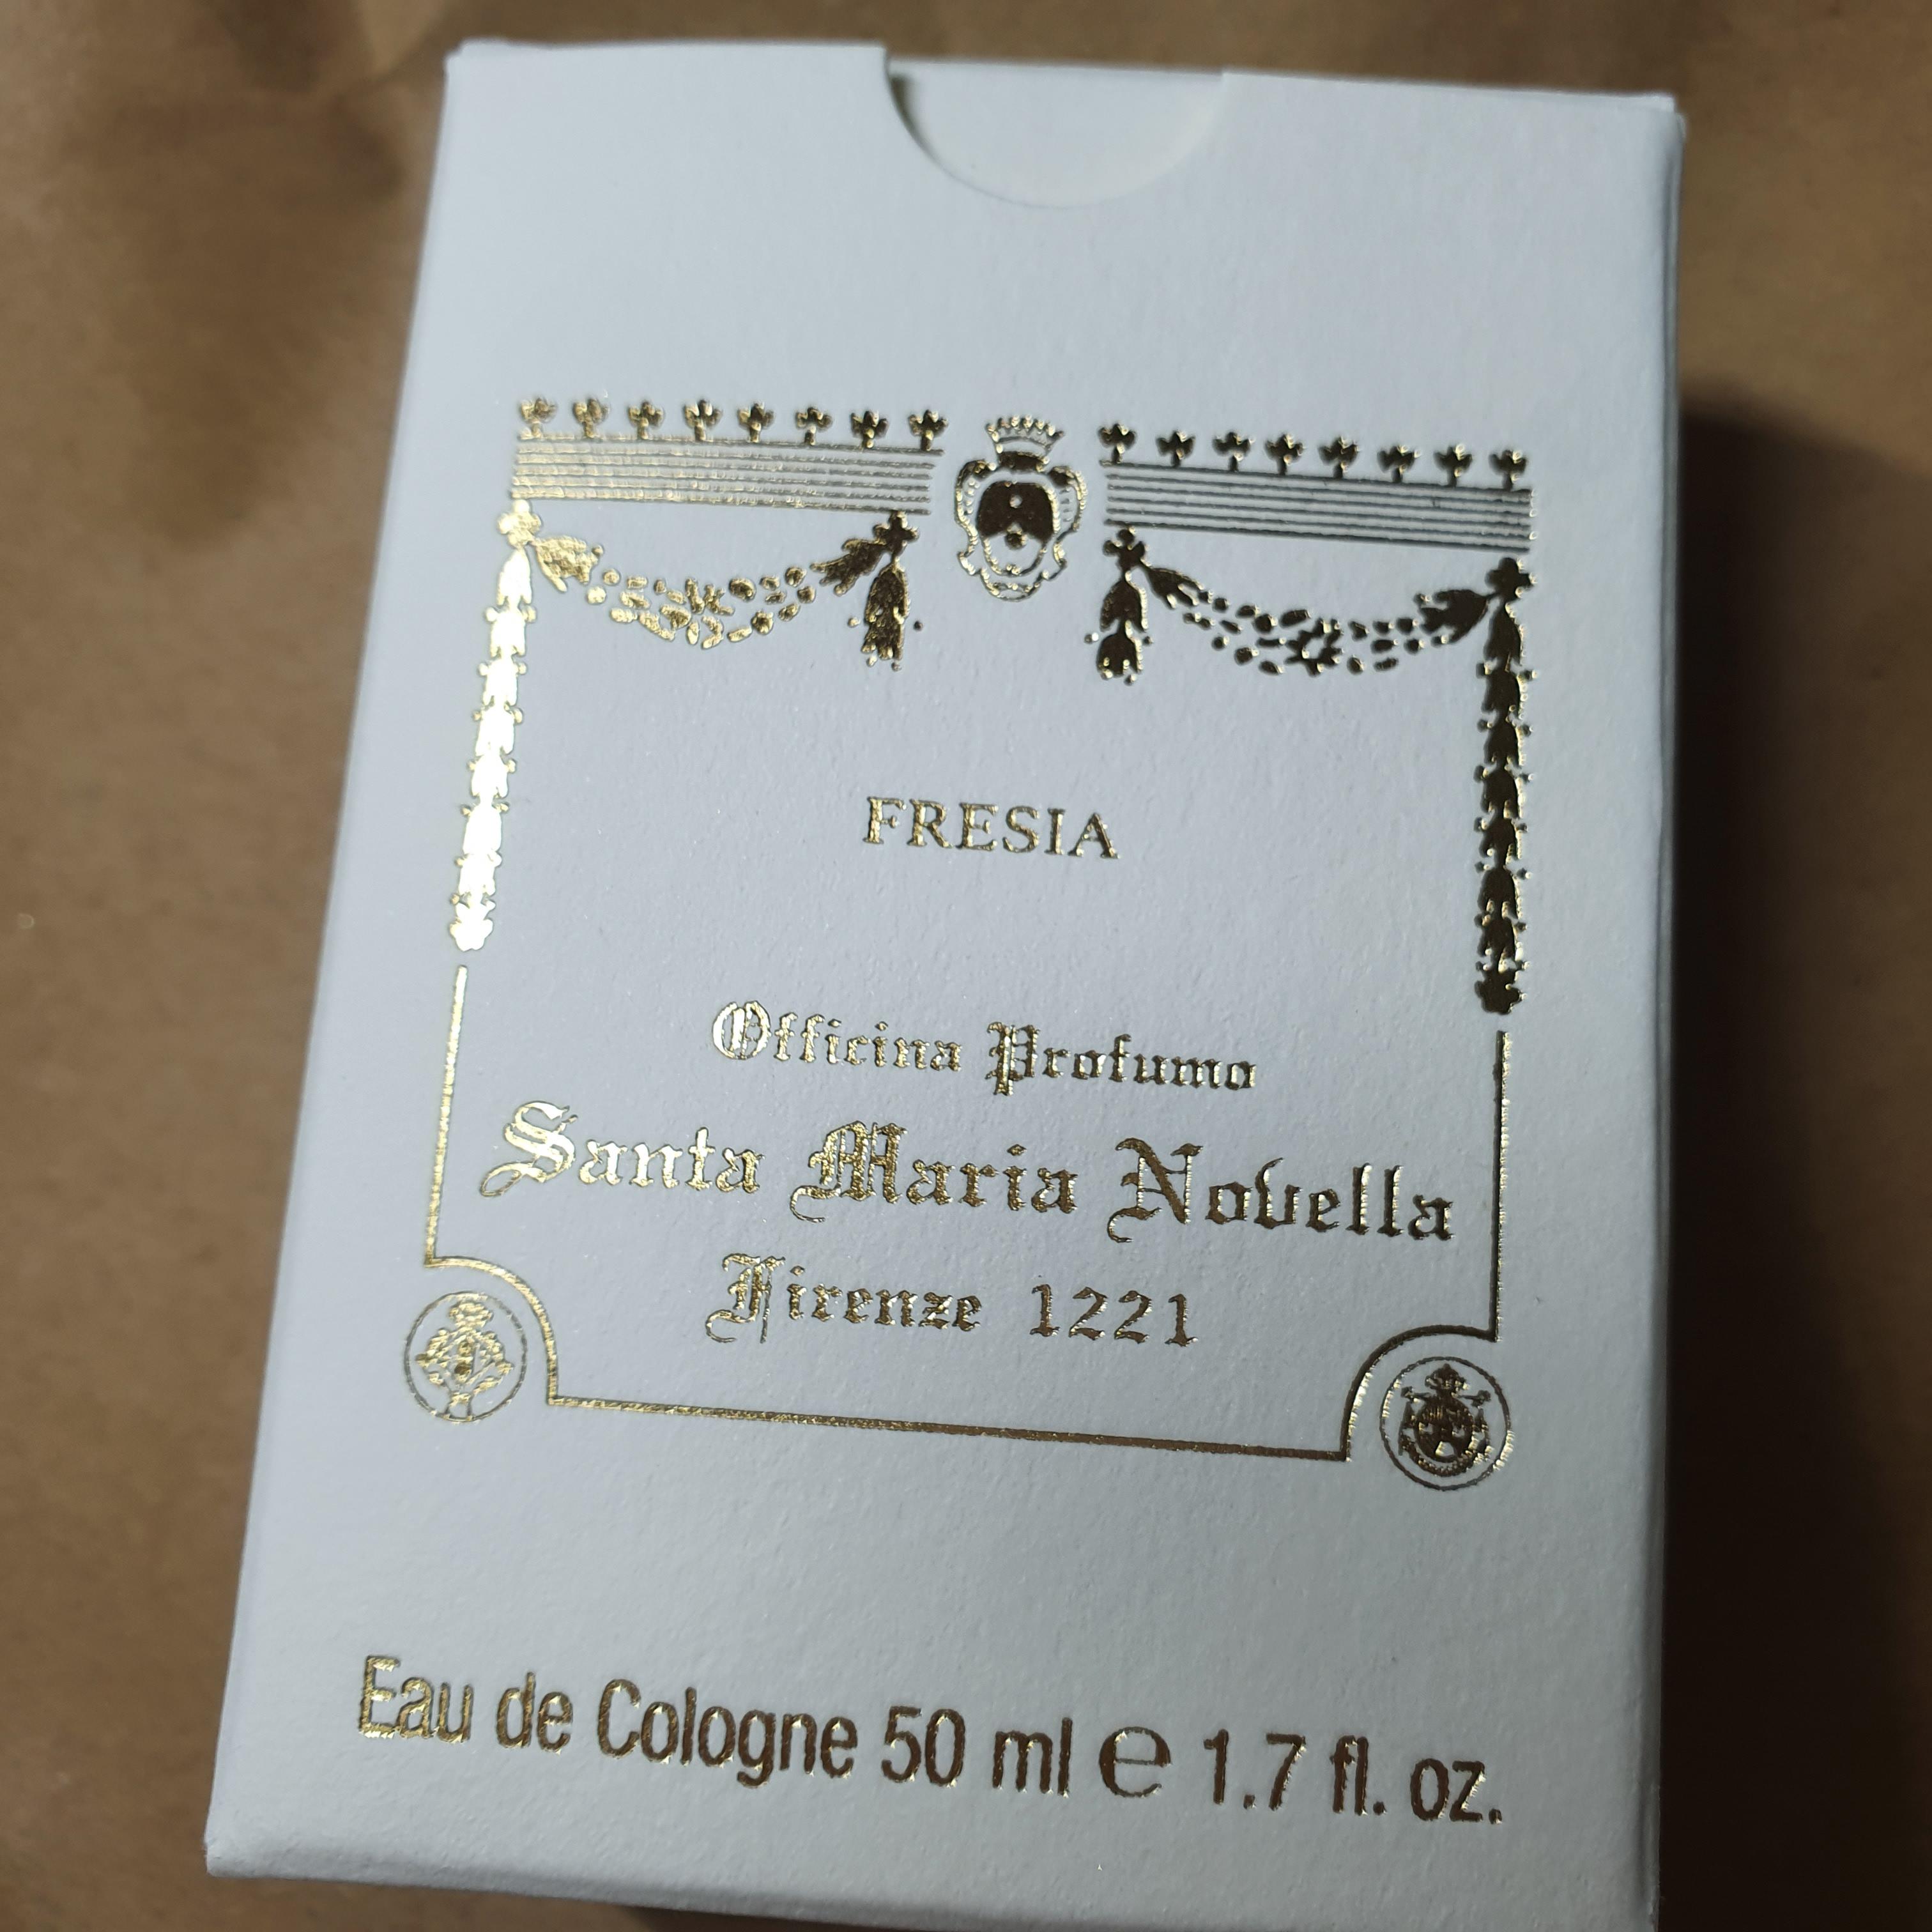 FRESIA
Officina Profumo
Santa Maria Novella
Firenze 1221
Eau de Cologne 50 ml ℮ 1.7 fl. oz.